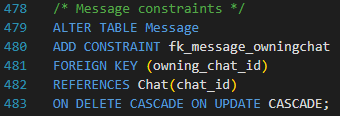 478 /* Message constraints */
479 ALTER TABLE Message
480 ADD CONSTRAINT fk_message_owningchat
481 FOREIGN KEY (owning_chat_id)
482 REFERENCES Chat(chat_id)
483 ON DELETE CASCADE ON UPDATE CASCADE;